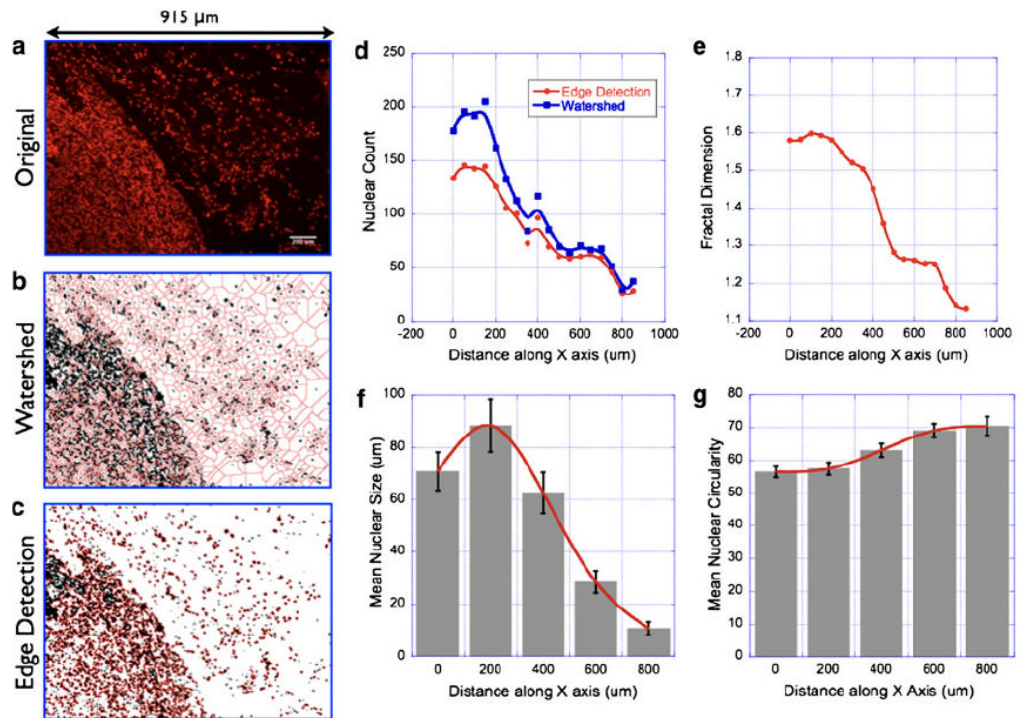 915 µm
a
Original
200 um
b
Watershed
c
Edge Detection
d
250
200
150
100
50
0
Nuclear Count
Edge Detection
Watershed
-200
0
200
400
600
800
1000
Distance along X axis (um)
e
1.8
1.7
1.6
1.5
1.4
1.3
1.2
1.1
Fractal Dimension
-200
0
200
400
600
800
1000
Distance along X axis (um)
f
100
80
60
40
20
0
Mean Nuclear Size (um)
0
200
400
600
800
Distance along X axis (um)
g
80
70
60
50
40
30
20
10
0
Mean Nuclear Circularity
0
200
400
600
800
Distance along X Axis (um)